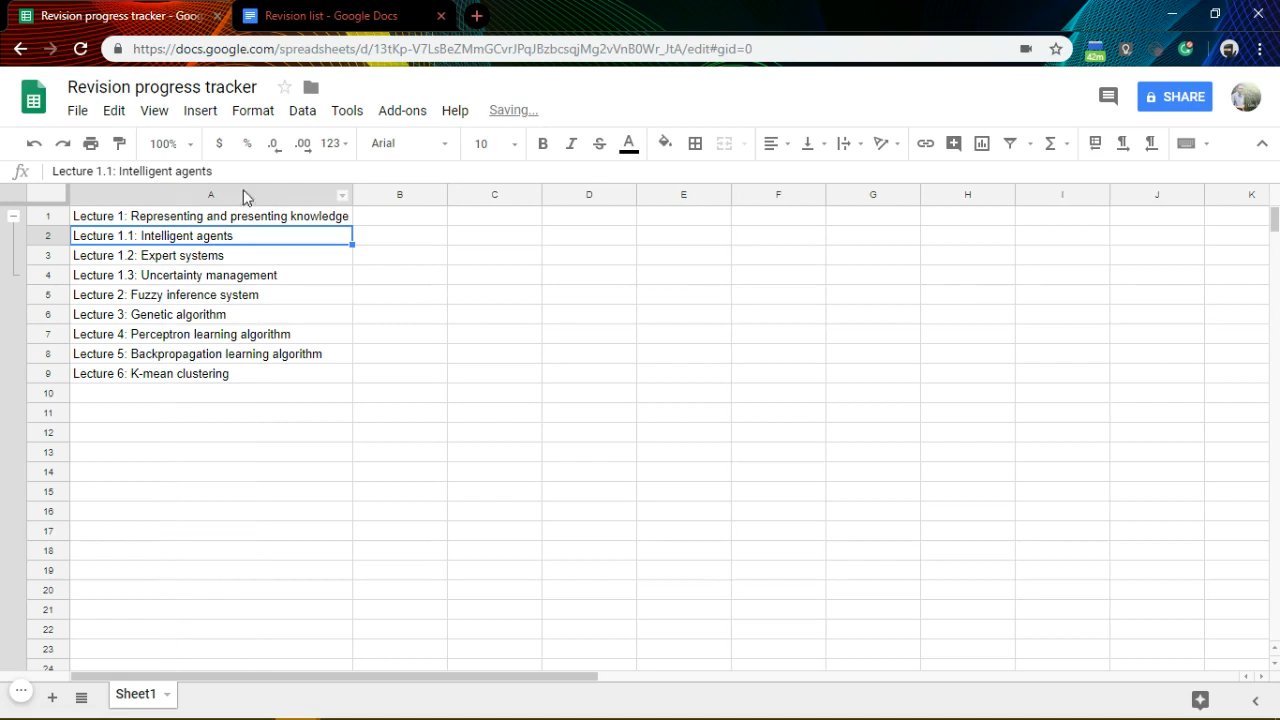 Revision progress tracker - Goo
Revision list - Google Docs
https://docs.google.com/spreadsheets/d/13tKp-V7LsBeZMmGCvrJPqJBzbcsqjMg2vVnB0Wr_JtA/edit#gid=0
42m
Revision progress tracker
File Edit View Insert Format Data Tools Add-ons Help Saving...
SHARE
100% $ % .0 .00 123 Arial 10 B I S A
fx Lecture 1.1: Intelligent agents
A B C D E F G H I J K
1 Lecture 1: Representing and presenting knowledge
2 Lecture 1.1: Intelligent agents
3 Lecture 1.2: Expert systems
4 Lecture 1.3: Uncertainty management
5 Lecture 2: Fuzzy inference system
6 Lecture 3: Genetic algorithm
7 Lecture 4: Perceptron learning algorithm
8 Lecture 5: Backpropagation learning algorithm
9 Lecture 6: K-mean clustering
10
11
12
13
14
15
16
17
18
19
20
21
22
23
24
Sheet1